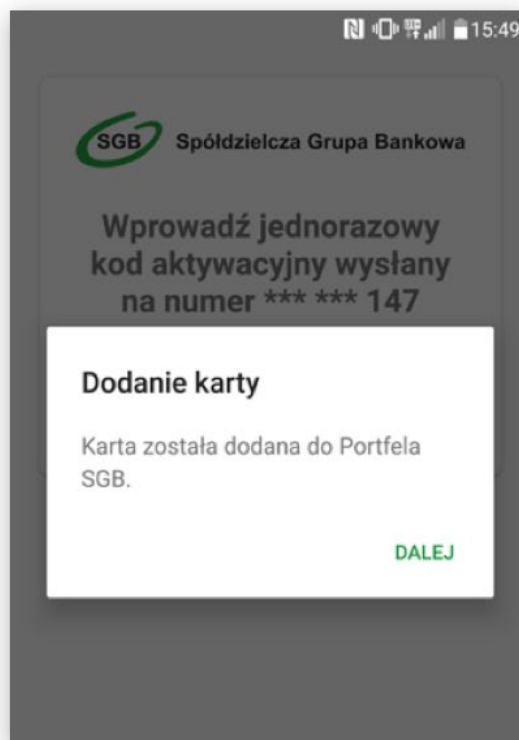 15:49
SGB Spółdzielcza Grupa Bankowa
Wprowadź jednorazowy
kod aktywacyjny wysłany
na numer *** *** 147
Dodanie karty
Karta została dodana do Portfela
SGB.
DALEJ